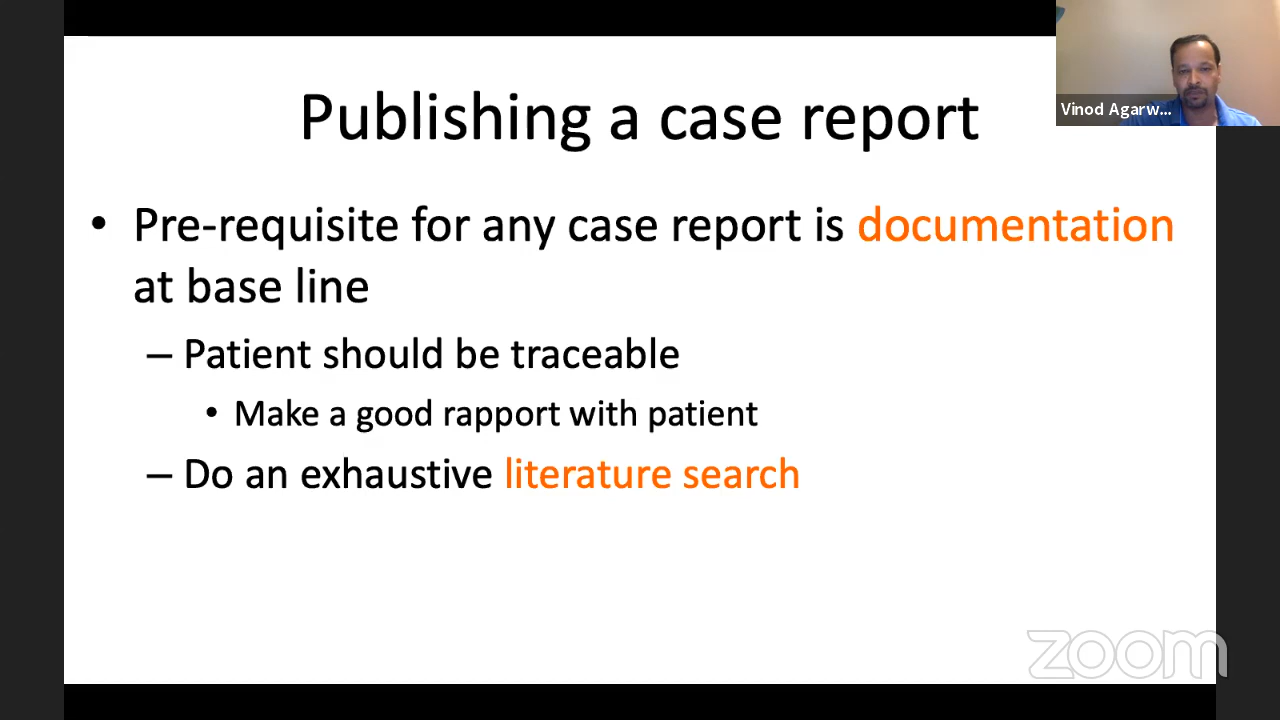 Publishing a case report
Vinod Agarw...
• Pre-requisite for any case report is documentation
at base line
– Patient should be traceable
• Make a good rapport with patient
– Do an exhaustive literature search
zoom